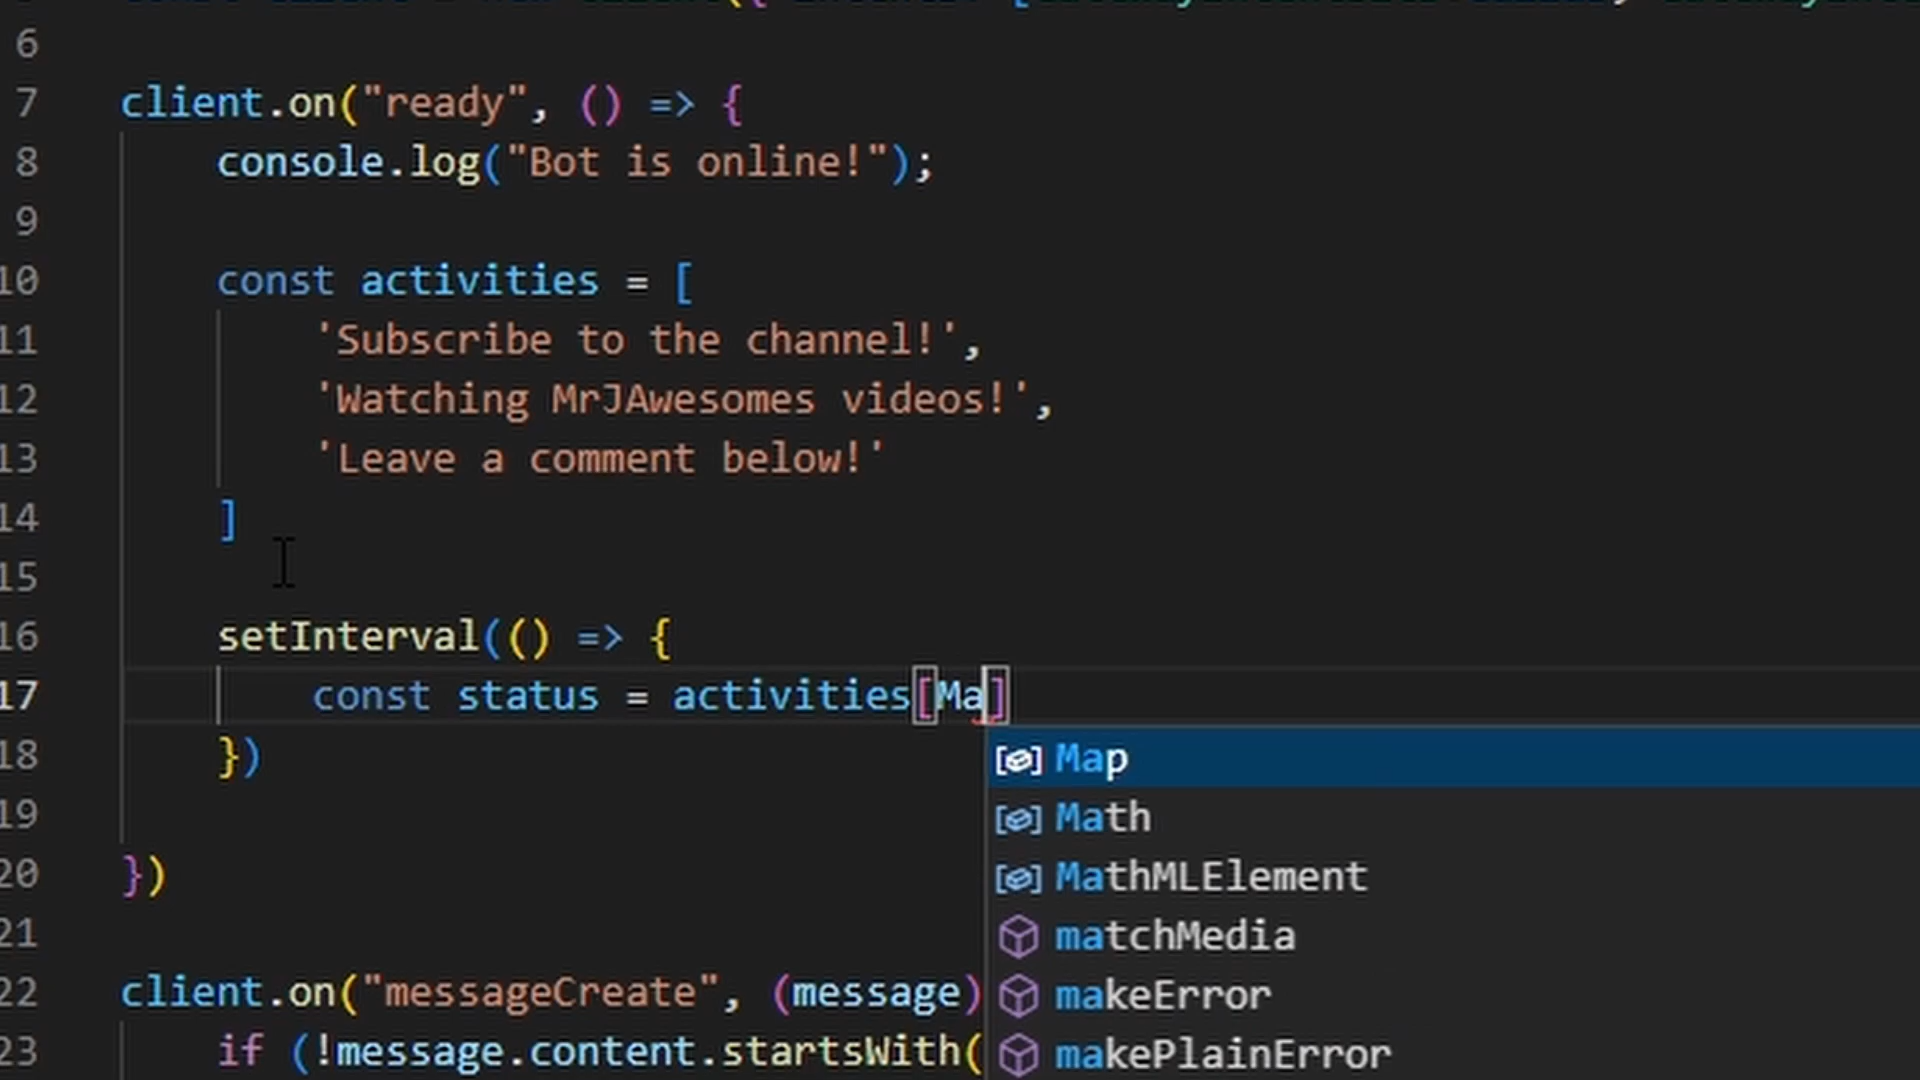 6
7 client.on("ready", () => {
8 console.log("Bot is online!");
9
10 const activities = [
11 'Subscribe to the channel!',
12 'Watching MrJAwesomes videos!',
13 'Leave a comment below!'
14 ]
15
16 setInterval(() => {
17 const status = activities[Ma]
18 })
Map
Math
19
MathMLElement
20 })
matchMedia
21
22 client.on("messageCreate", (message)
makeError
23 if (!message.content.startsWith(
makePlainError